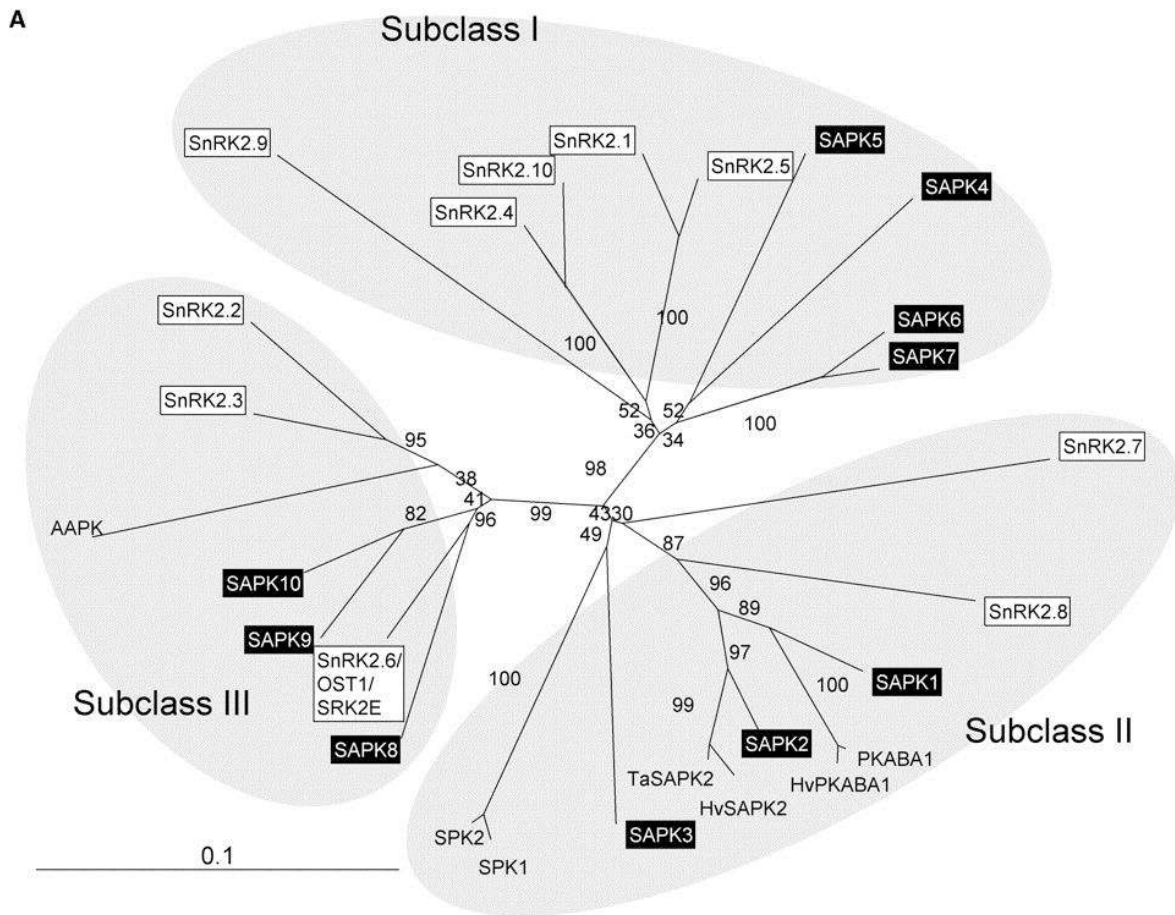 A
Subclass I
SnRK2.9
SnRK2.1
SAPK5
SnRK2.10
SnRK2.5
SAPK4
SnRK2.4
SnRK2.2
SAPK6
100
100
SAPK7
SnRK2.3
52
52
100
36
34
95
SnRK2.7
98
38
41
99
4330
AAPK
82
96
49
87
SAPK10
96
89
SnRK2.8
SAPK9
97
SnRK2.6/
OST1/
SRK2E
100
100
SAPK1
Subclass III
99
Subclass II
SAPK8
SAPK2
PKABA1
TaSAPK2
HvPKABA1
HvSAPK2
SPK2
SAPK3
SPK1
0.1